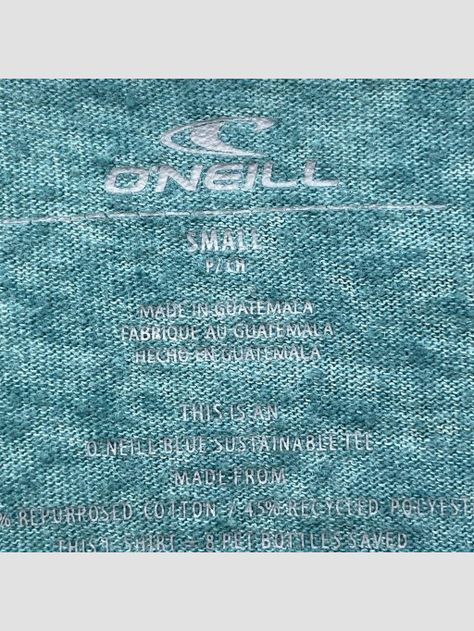 O'NEILL
SMALL
P/CH
MADE IN GUATEMALA
FABRIQUE AU GUATEMALA
HECHO EN GUATEMALA
THIS IS AN
O'NEILL BLUE SUSTAINABLE TEE
MADE FROM
% REPURPOSED COTTON / 45% RECYCLED POLYEST
THIS T-SHIRT = 8 PET BOTTLES SAVED